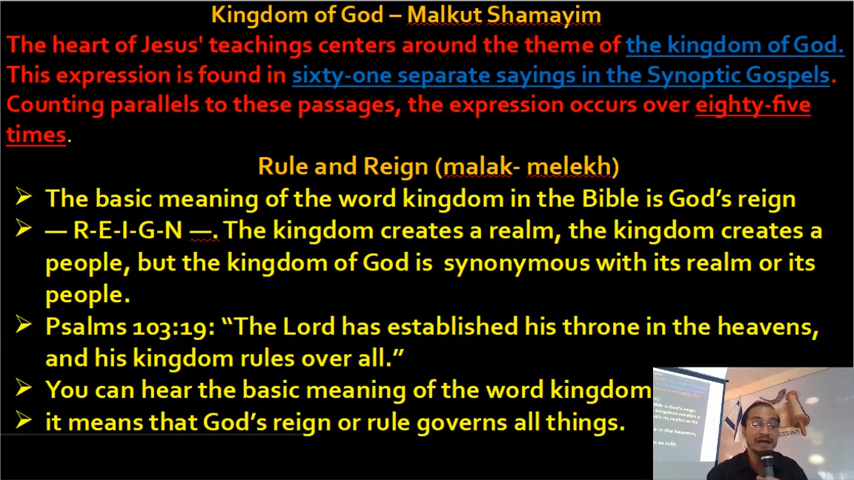 Kingdom of God – Malkut Shamayim
The heart of Jesus' teachings centers around the theme of the kingdom of God.
This expression is found in sixty-one separate sayings in the Synoptic Gospels.
Counting parallels to these passages, the expression occurs over eighty-five
times.
Rule and Reign (malak- melekh)
➢ The basic meaning of the word kingdom in the Bible is God's reign
➢ — R-E-I-G-N —. The kingdom creates a realm, the kingdom creates a
people, but the kingdom of God is synonymous with its realm or its
people.
➢ Psalms 103:19: “The Lord has established his throne in the heavens,
and his kingdom rules over all.”
➢ You can hear the basic meaning of the word kingdom
➢ it means that God's reign or rule governs all things.